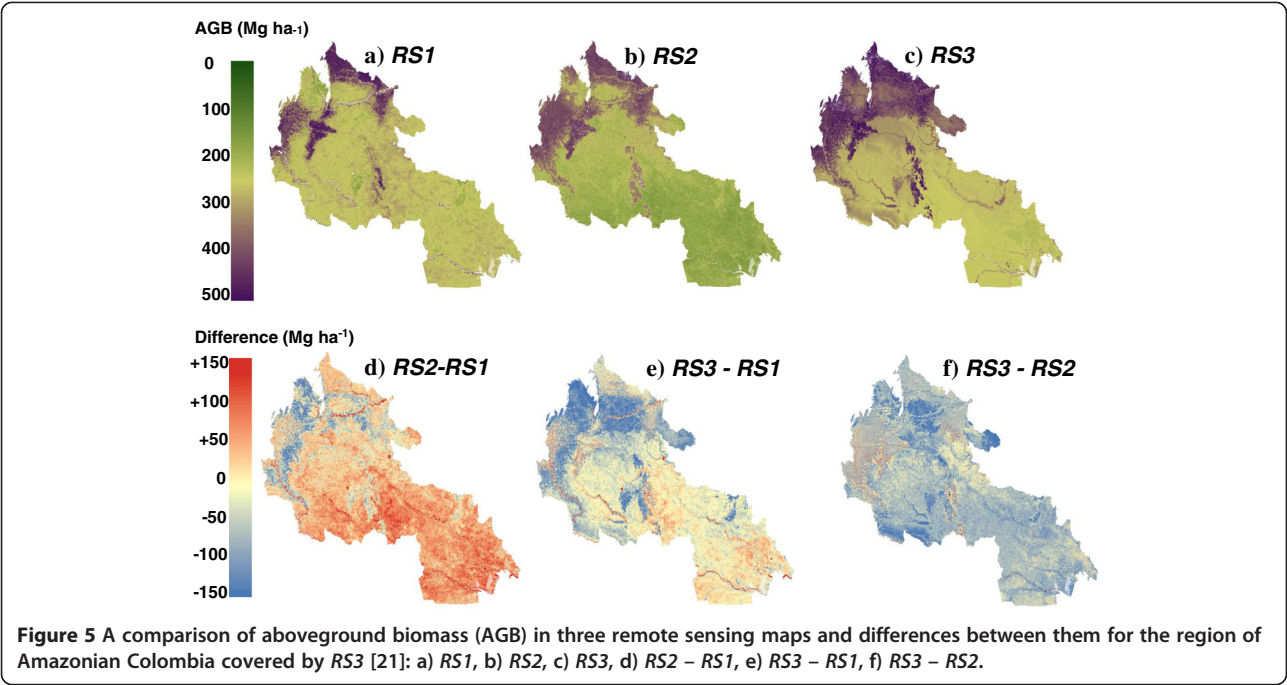 AGB (Mg ha-1)
a) RS1
b) RS2
c) RS3
0
100
200
300
400
500
Difference (Mg ha-1)
d) RS2-RS1
e) RS3 - RS1
f) RS3 - RS2
+150
+100
+50
0
-50
-100
-150
Figure 5 A comparison of aboveground biomass (AGB) in three remote sensing maps and differences between them for the region of
Amazonian Colombia covered by RS3 [21]: a) RS1, b) RS2, c) RS3, d) RS2 – RS1, e) RS3 – RS1, f) RS3 – RS2.